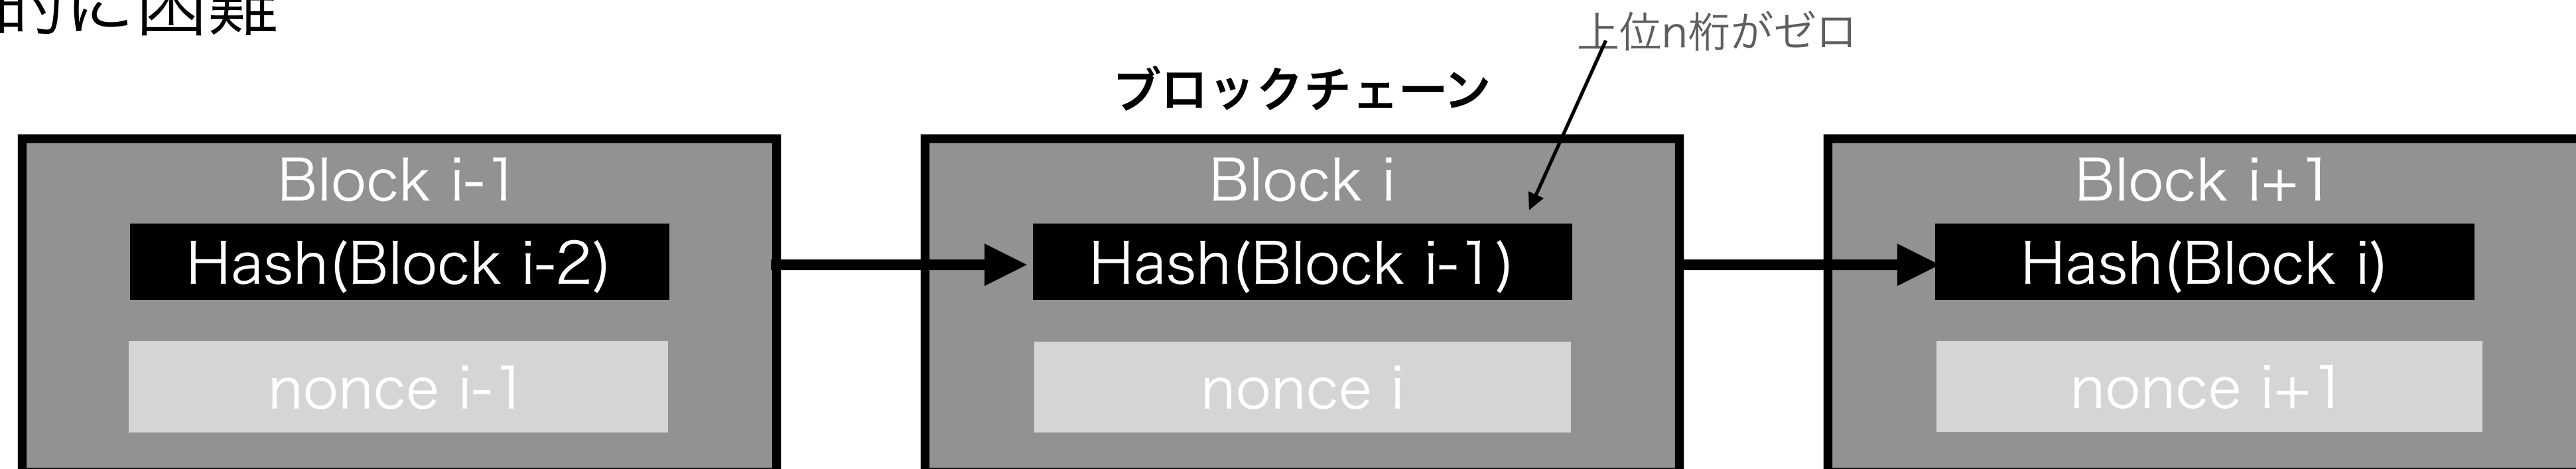 的に困難
上位n桁がゼロ
ブロックチェーン
Block i-1
Hash(Block i-2)
nonce i-1
Block i
Hash(Block i-1)
nonce i
Block i+1
Hash(Block i)
nonce i+1